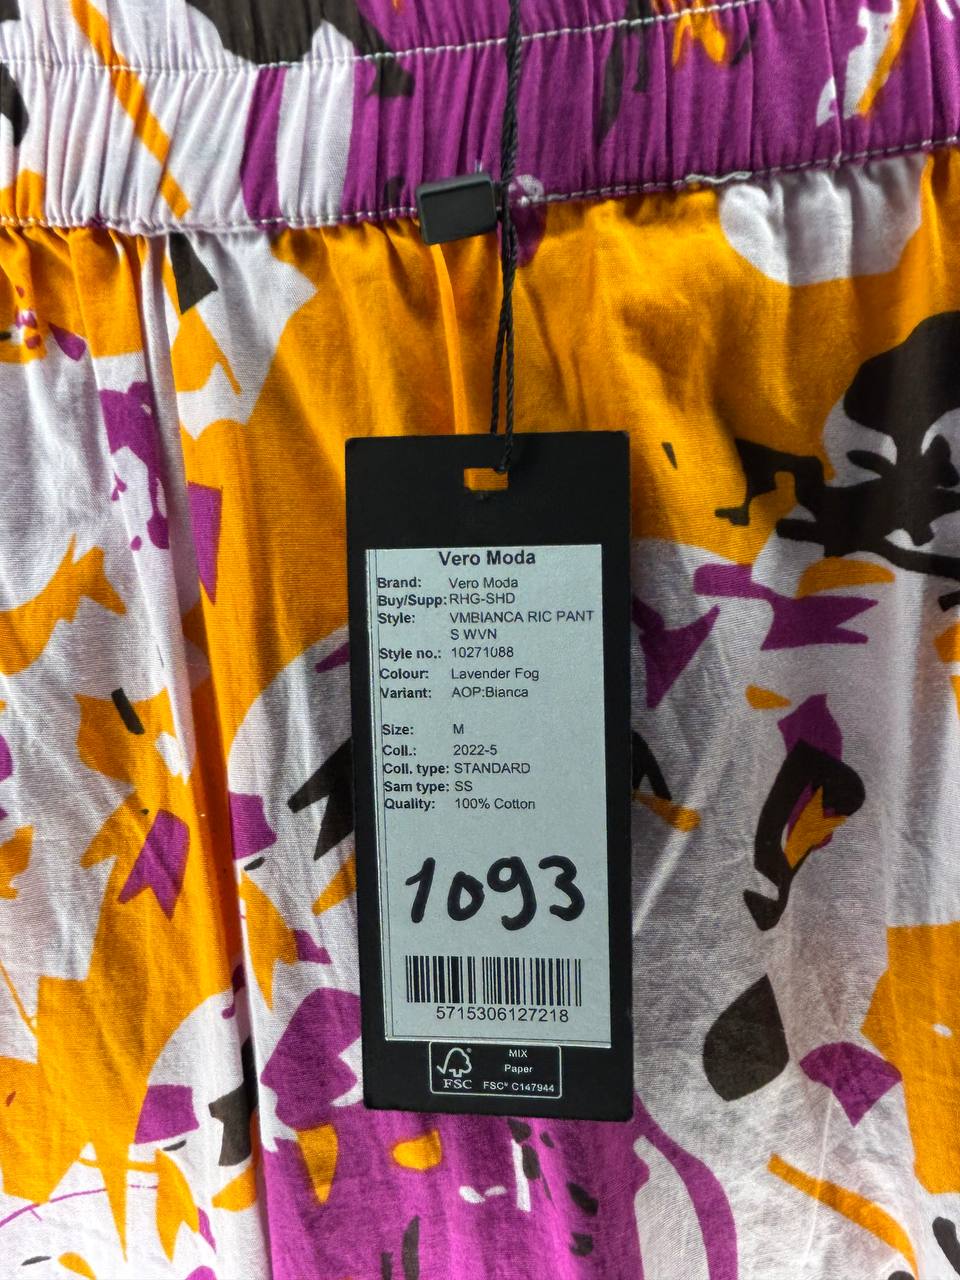 Vero Moda
Brand: Vero Moda
Buy/Supp: RHG-SHD
Style: VMBIANCA RIC PANT
S WVN
Style no.: 10271088
Colour: Lavender Fog
Variant: AOP:Bianca
Size: M
Coll.: 2022-5
Coll. type: STANDARD
Sam type: SS
Quality: 100% Cotton
1093
5715306127218
MIX
Paper
FSC® C147944
FSC